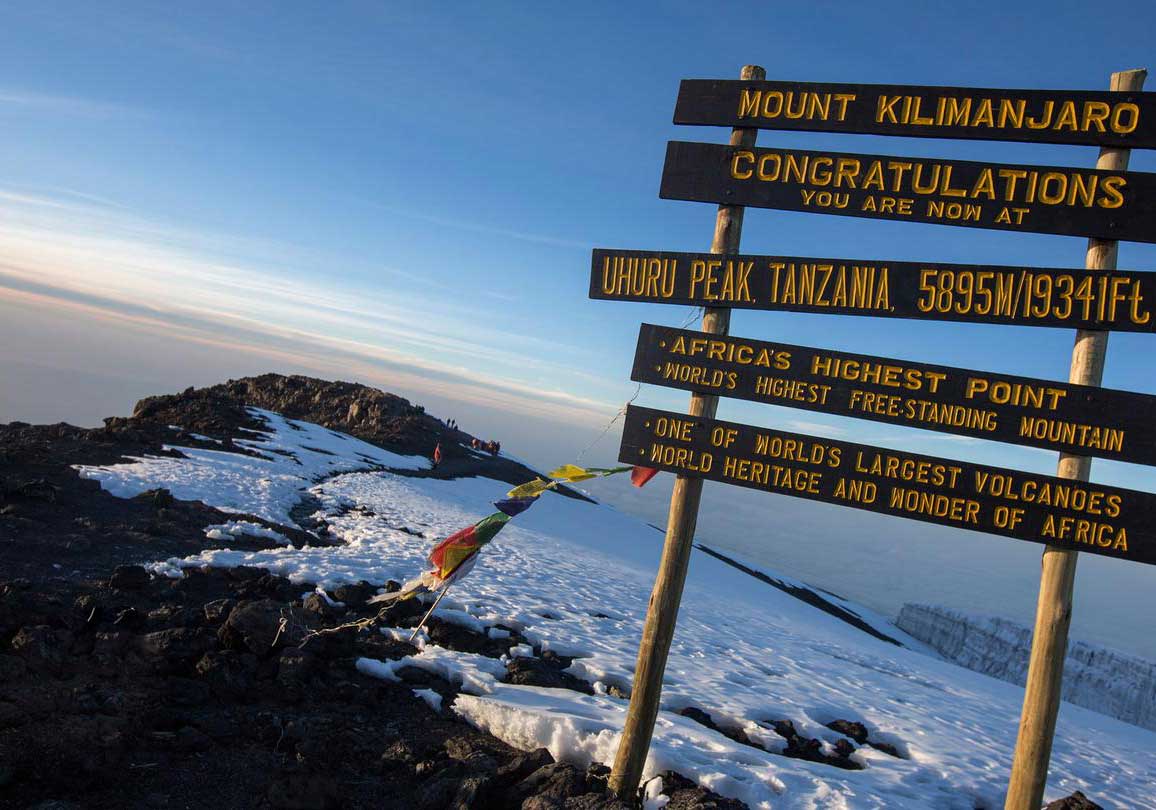 MOUNT KILIMANJARO
CONGRATULATIONS
YOU ARE NOW AT
UHURU PEAK, TANZANIA, 5895M/19341Ft
• AFRICA'S HIGHEST POINT
• WORLD'S HIGHEST FREE-STANDING MOUNTAIN
• ONE OF WORLD'S LARGEST VOLCANOES
• WORLD HERITAGE AND WONDER OF AFRICA